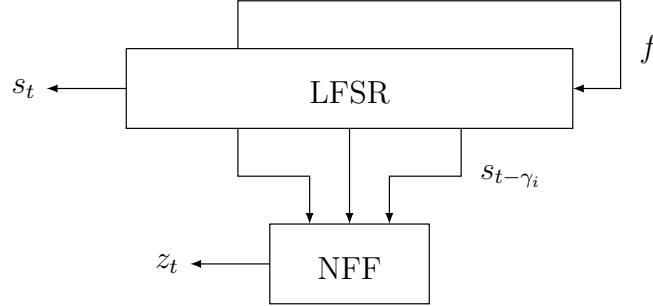 f
s_t
LFSR
s_{t-γ_i}
z_t
NFF